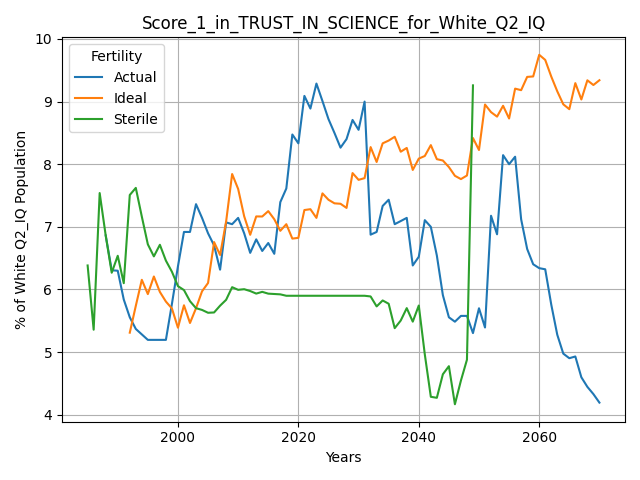 Score_1_in_TRUST_IN_SCIENCE_for_White_Q2_IQ
Fertility
Actual
Ideal
Sterile
% of White Q2_IQ Population
10
9
8
7
6
5
4
2000 2020 2040 2060
Years